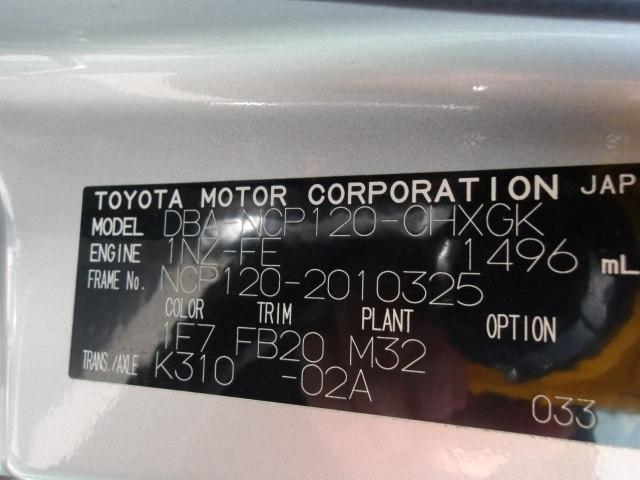 TOYOTA MOTOR CORPORATION JAP
MODEL DBA-NCP120-CHXGK
ENGINE 1NZ-FE 1496 mL
FRAME No. NCP120-2010325
COLOR TRIM PLANT OPTION
1F7 FB20 M32
TRANS./AXLE K310 -02A
033